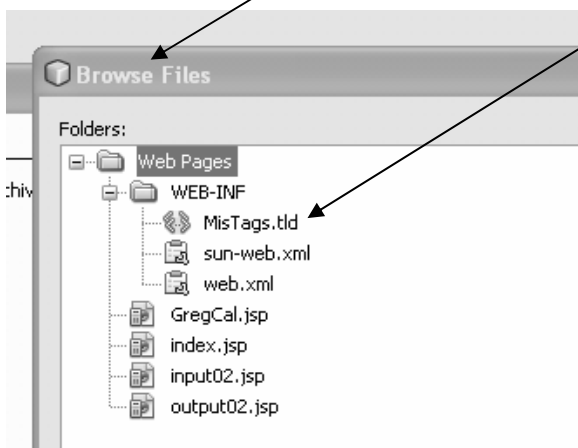 Browse Files
Folders:
Web Pages
chiv
WEB-INF
MisTags.tld
sun-web.xml
web.xml
GregCal.jsp
index.jsp
input02.jsp
output02.jsp